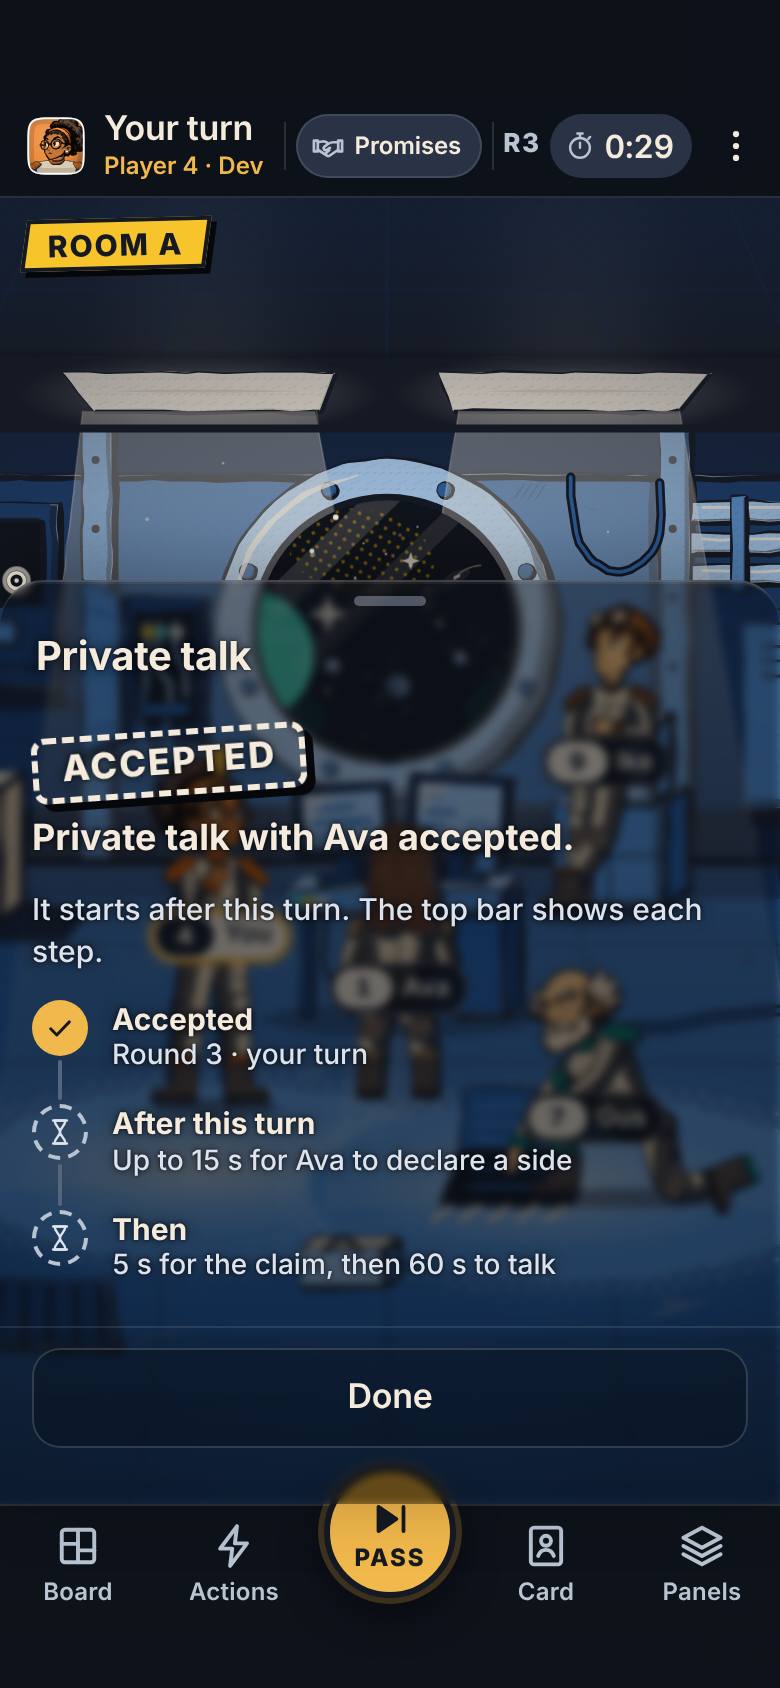 Your turn
Player 4 · Dev
Promises
R3
0:29
ROOM A
Private talk
ACCEPTED
Private talk with Ava accepted.
It starts after this turn. The top bar shows each
step.
Accepted
Round 3 · your turn
After this turn
Up to 15 s for Ava to declare a side
Then
5 s for the claim, then 60 s to talk
Done
PASS
Board
Actions
Card
Panels